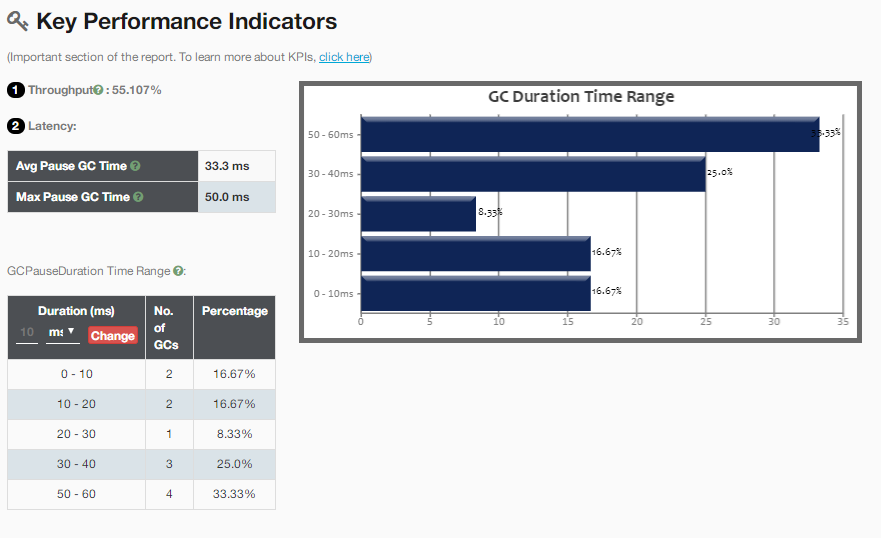 Key Performance Indicators
(Important section of the report. To learn more about KPIs, click here)
1 Throughput? : 55.107%
2 Latency:
Avg Pause GC Time ? 33.3 ms
Max Pause GC Time ? 50.0 ms
GCPauseDuration Time Range ?:
Duration (ms) No. of GCs Percentage
10 ms Change
0 - 10 2 16.67%
10 - 20 2 16.67%
20 - 30 1 8.33%
30 - 40 3 25.0%
50 - 60 4 33.33%
GC Duration Time Range
50 - 60ms 33.33%
30 - 40ms 25.0%
20 - 30ms 8.33%
10 - 20ms 16.67%
0 - 10ms 16.67%
0 5 10 15 20 25 30 35